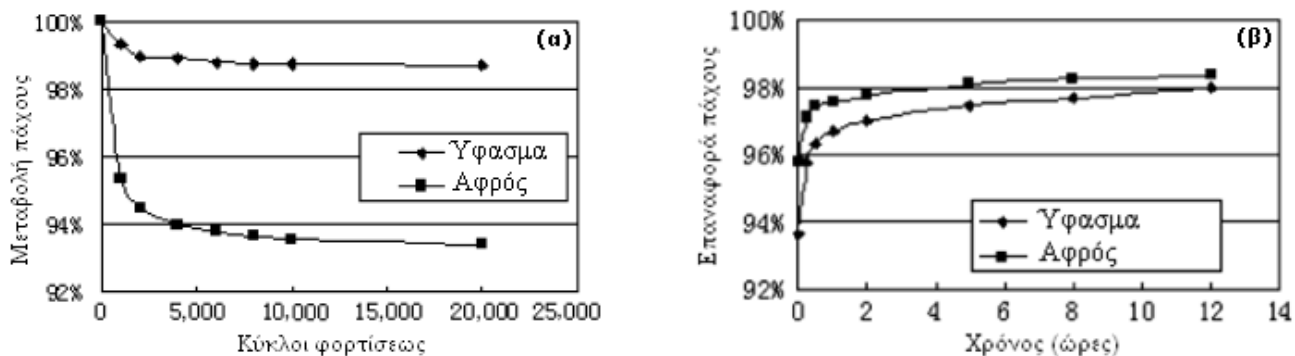 100%
98%
96%
94%
92%
Μεταβολή πάχους
(α)
Ύφασμα
Αφρός
0 5,000 10,000 15,000 20,000 25,000
Κύκλοι φορτίσεως
100%
98%
96%
94%
92%
Επαναφορά πάχους
(β)
Ύφασμα
Αφρός
0 2 4 6 8 10 12 14
Χρόνος (ώρες)